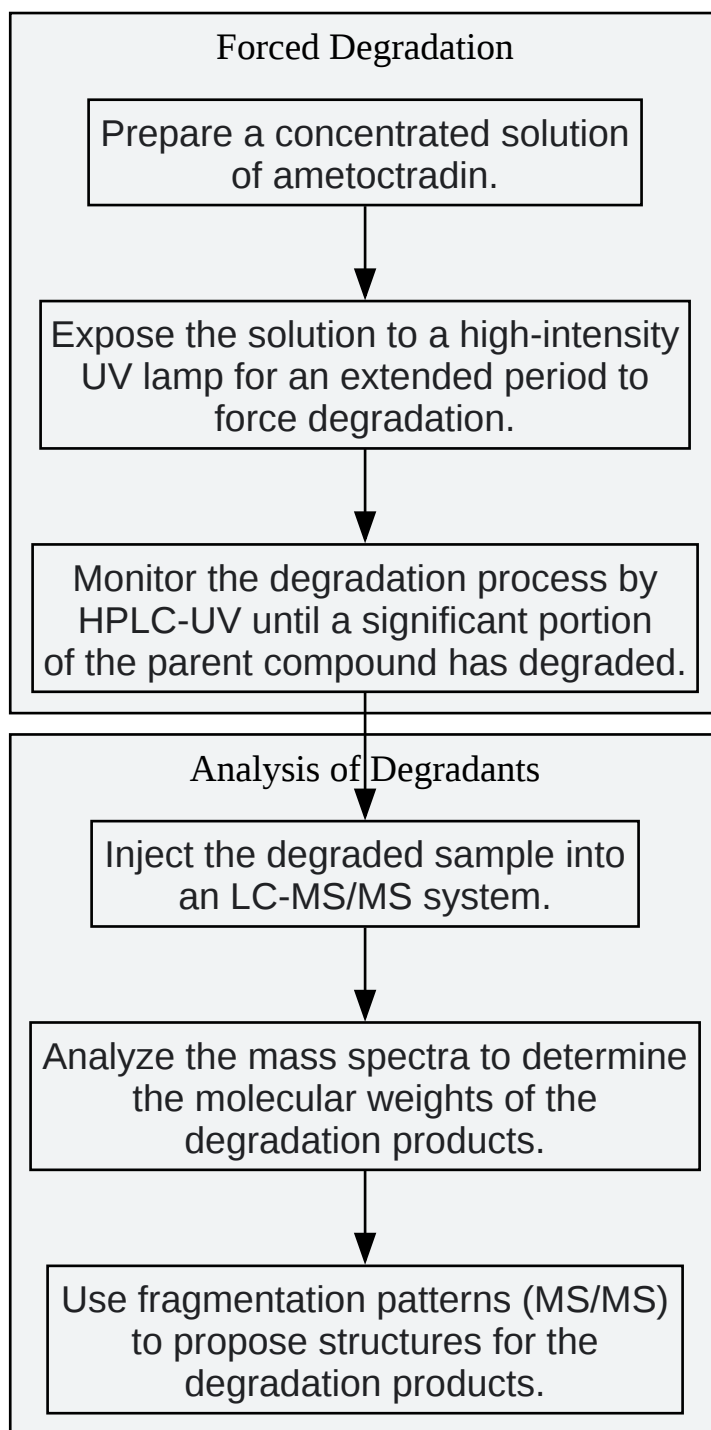 Forced Degradation
Prepare a concentrated solution
of ametoctradin.
Expose the solution to a high-intensity
UV lamp for an extended period to
force degradation.
Monitor the degradation process by
HPLC-UV until a significant portion
of the parent compound has degraded.
Analysis of Degradants
Inject the degraded sample into
an LC-MS/MS system.
Analyze the mass spectra to determine
the molecular weights of the
degradation products.
Use fragmentation patterns (MS/MS)
to propose structures for the
degradation products.